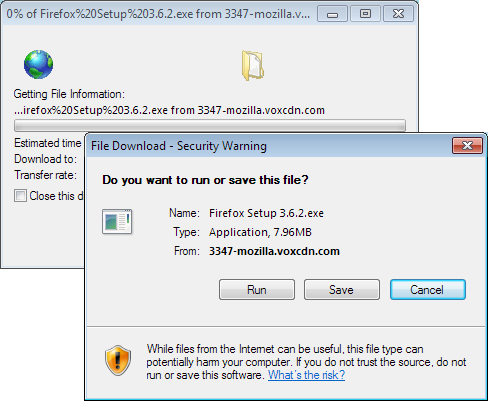 0% of Firefox%20Setup%203.6.2.exe from 3347-mozilla.v...
Getting File Information:
...irefox%20Setup%203.6.2.exe from 3347-mozilla.voxcdn.com
Estimated time
Download to:
Transfer rate:
Close this d
File Download - Security Warning
Do you want to run or save this file?
Name: Firefox Setup 3.6.2.exe
Type: Application, 7.96MB
From: 3347-mozilla.voxcdn.com
Run Save Cancel
While files from the Internet can be useful, this file type can
potentially harm your computer. If you do not trust the source, do not
run or save this software. What's the risk?